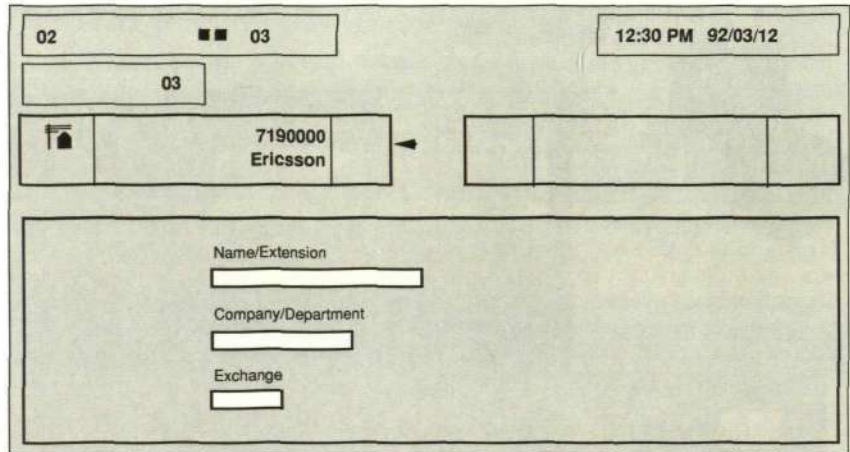 02 03 12:30 PM 92/03/12
03
7190000
Ericsson
Name/Extension
Company/Department
Exchange